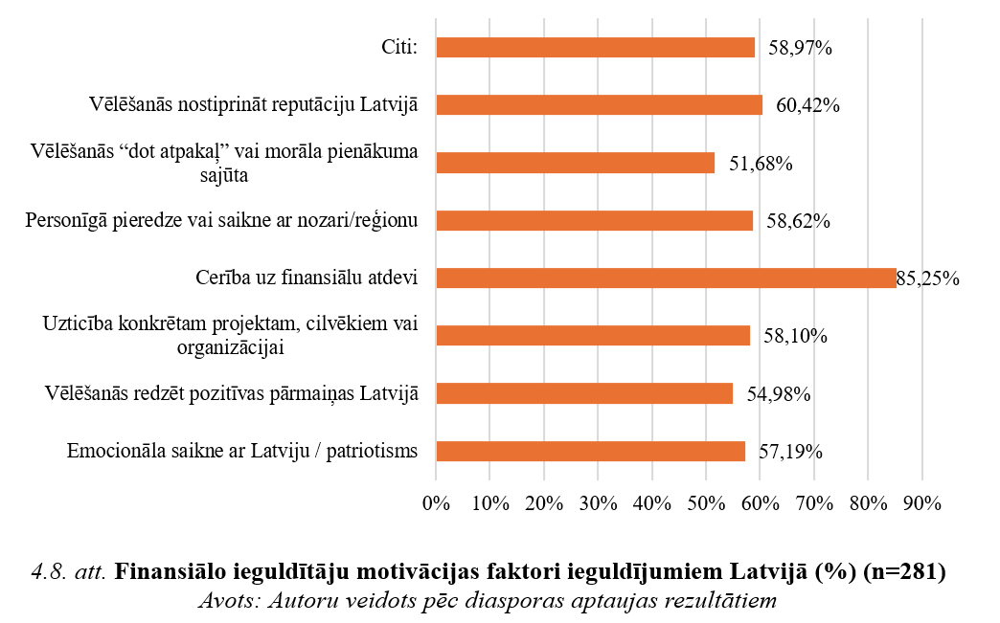 Citi:
58,97%
Vēlēšanās nostiprināt reputāciju Latvijā
60,42%
Vēlēšanās “dot atpakaļ” vai morāla pienākuma
sajūta
51,68%
Personīgā pieredze vai saikne ar nozari/reģionu
58,62%
Cerība uz finansiālu atdevi
85,25%
Uzticība konkrētam projektam, cilvēkiem vai
organizācijai
58,10%
Vēlēšanās redzēt pozitīvas pārmaiņas Latvijā
54,98%
Emocionāla saikne ar Latviju / patriotisms
57,19%
0% 10% 20% 30% 40% 50% 60% 70% 80% 90%
4.8. att. Finansiālo ieguldītāju motivācijas faktori ieguldījumiem Latvijā (%) (n=281)
Avots: Autoru veidots pēc diasporas aptaujas rezultātiem